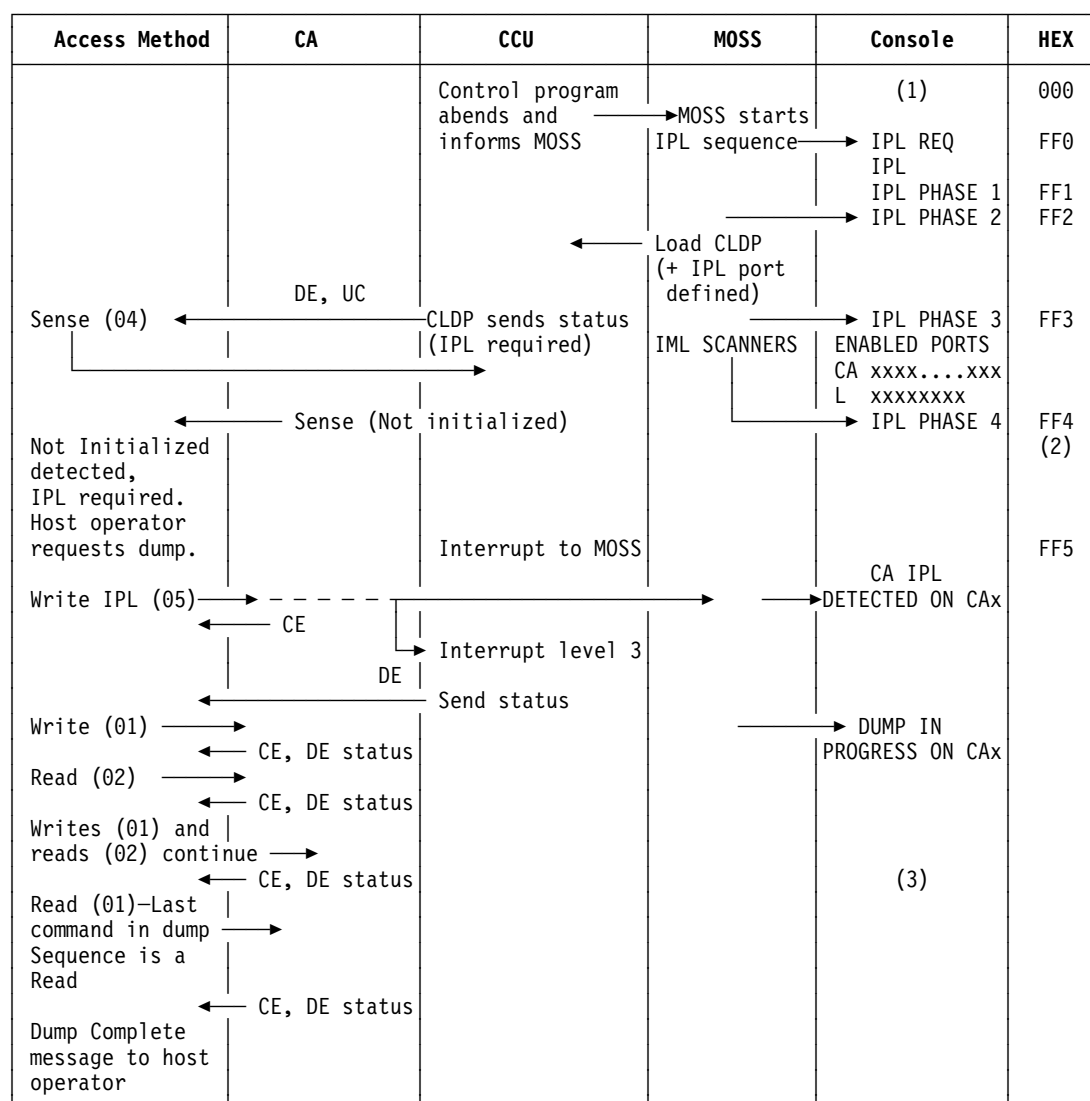 Access Method CA CCU MOSS Console HEX
Control program (1) 000
abends and MOSS starts
informs MOSS IPL sequence IPL REQ FF0
IPL
IPL PHASE 1 FF1
IPL PHASE 2 FF2
Load CLDP
(+ IPL port
DE, UC defined)
Sense (04) CLDP sends status IPL PHASE 3 FF3
(IPL required) IML SCANNERS ENABLED PORTS
CA xxxx....xxx
L xxxxxxxx
Sense (Not initialized) IPL PHASE 4 FF4
Not Initialized (2)
detected,
IPL required.
Host operator
requests dump. Interrupt to MOSS FF5
CA IPL
Write IPL (05) DETECTED ON CAx
CE
Interrupt level 3
DE
Send status
Write (01) DUMP IN
CE, DE status PROGRESS ON CAx
Read (02)
CE, DE status
Writes (01) and
reads (02) continue
CE, DE status (3)
Read (01)—Last
command in dump
Sequence is a
Read
CE, DE status
Dump Complete
message to host
operator